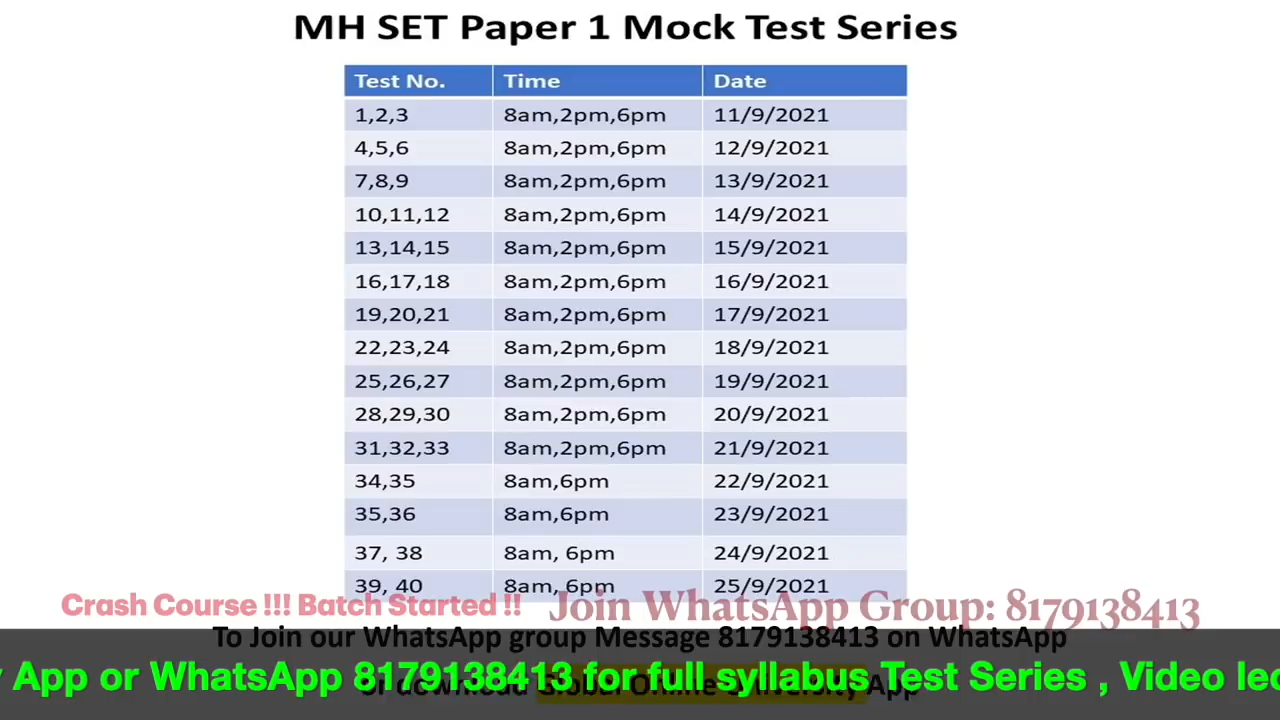 MH SET Paper 1 Mock Test Series
Test No. Time Date
1,2,3 8am,2pm,6pm 11/9/2021
4,5,6 8am,2pm,6pm 12/9/2021
7,8,9 8am,2pm,6pm 13/9/2021
10,11,12 8am,2pm,6pm 14/9/2021
13,14,15 8am,2pm,6pm 15/9/2021
16,17,18 8am,2pm,6pm 16/9/2021
19,20,21 8am,2pm,6pm 17/9/2021
22,23,24 8am,2pm,6pm 18/9/2021
25,26,27 8am,2pm,6pm 19/9/2021
28,29,30 8am,2pm,6pm 20/9/2021
31,32,33 8am,2pm,6pm 21/9/2021
34,35 8am,6pm 22/9/2021
35,36 8am,6pm 23/9/2021
37, 38 8am, 6pm 24/9/2021
39, 40 8am, 6pm 25/9/2021
Crash Course !!! Batch Started !! Join WhatsApp Group: 8179138413
To Join our WhatsApp group Message 8179138413 on WhatsApp
y App or WhatsApp 8179138413 for full syllabus Test Series , Video lec
or download Global Online University App